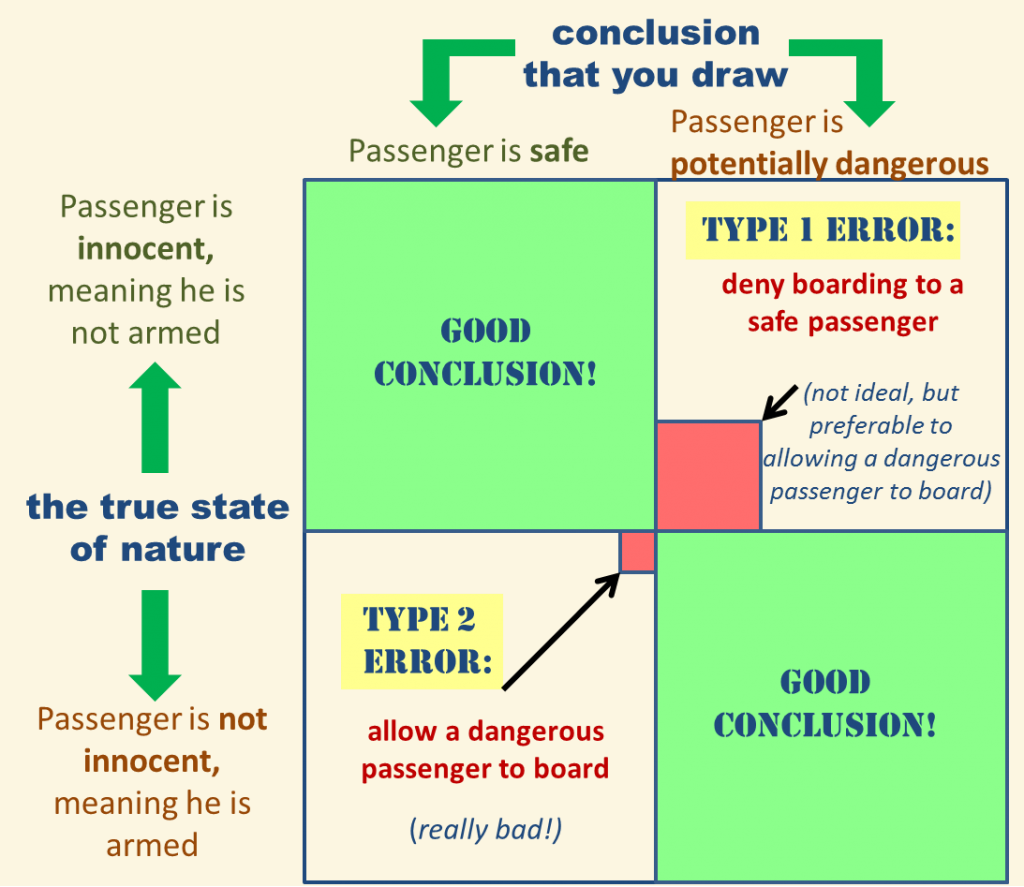 conclusion
that you draw
Passenger is safe
Passenger is
potentially dangerous
Passenger is
innocent,
meaning he is
not armed
GOOD
CONCLUSION!
TYPE 1 ERROR:
deny boarding to a
safe passenger
(not ideal, but
preferable to
allowing a dangerous
passenger to board)
the true state
of nature
TYPE 2
ERROR:
allow a dangerous
passenger to board
(really bad!)
GOOD
CONCLUSION!
Passenger is not
innocent,
meaning he is
armed